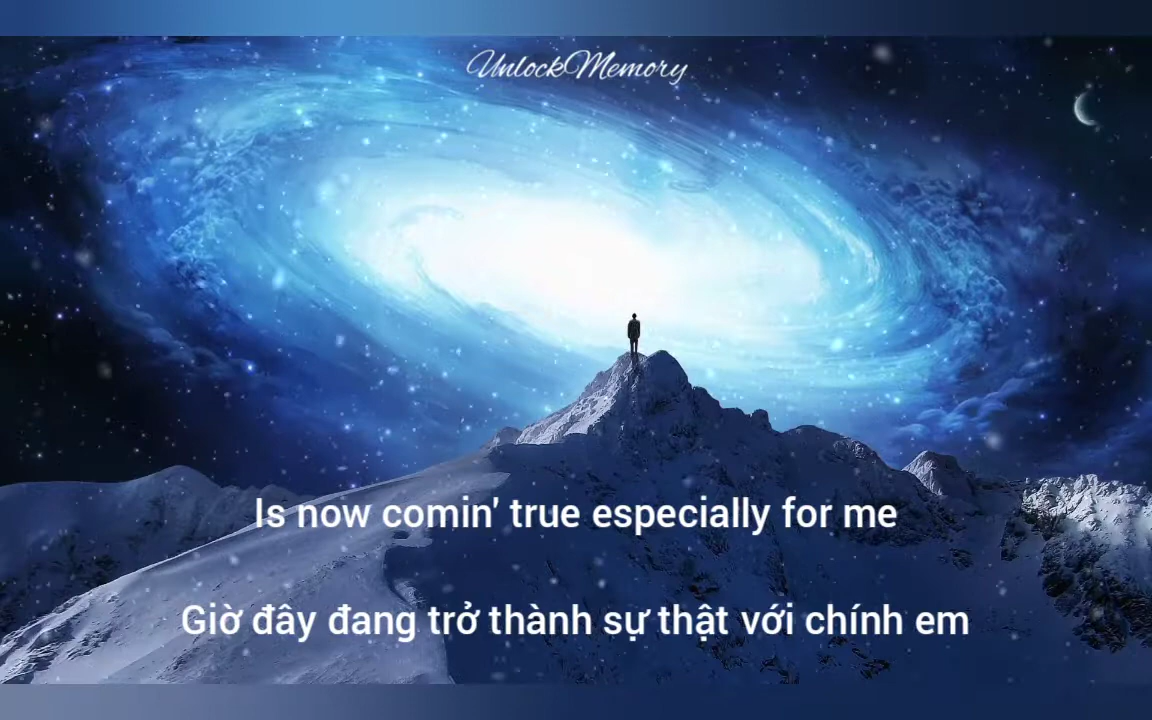 UnlockMemory
Is now comin' true especially for me
Giờ đây đang trở thành sự thật với chính em